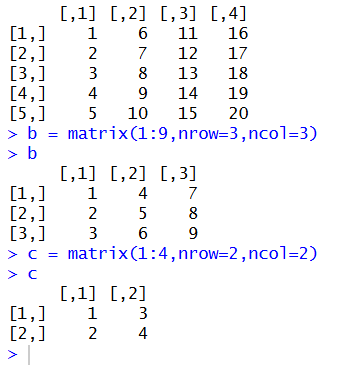 [,1] [,2] [,3] [,4]
[1,]    1    6   11   16
[2,]    2    7   12   17
[3,]    3    8   13   18
[4,]    4    9   14   19
[5,]    5   10   15   20
> b = matrix(1:9,nrow=3,ncol=3)
> b
     [,1] [,2] [,3]
[1,]    1    4    7
[2,]    2    5    8
[3,]    3    6    9
> c = matrix(1:4,nrow=2,ncol=2)
> c
     [,1] [,2]
[1,]    1    3
[2,]    2    4
>